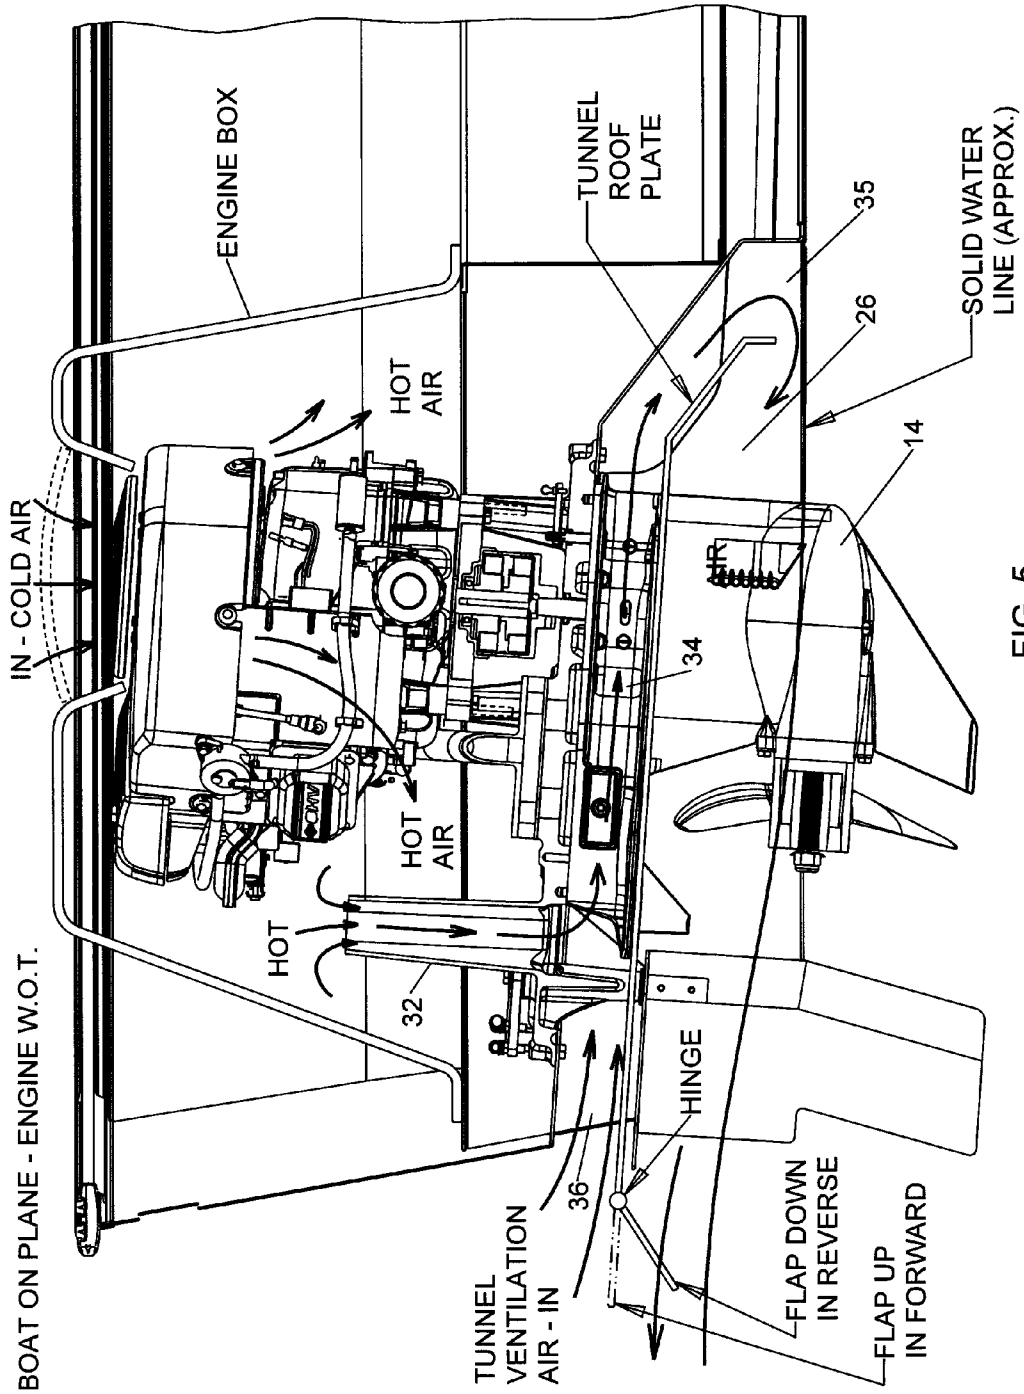 BOAT ON PLANE - ENGINE W.O.T.
IN - COLD AIR
ENGINE BOX
HOT
AIR
HOT
AIR
HOT
32
TUNNEL
ROOF
PLATE
35
26
SOLID WATER
LINE (APPROX.)
14
34
36
HINGE
TUNNEL
VENTILATION
AIR - IN
FLAP DOWN
IN REVERSE
FLAP UP
IN FORWARD
FIG. 5